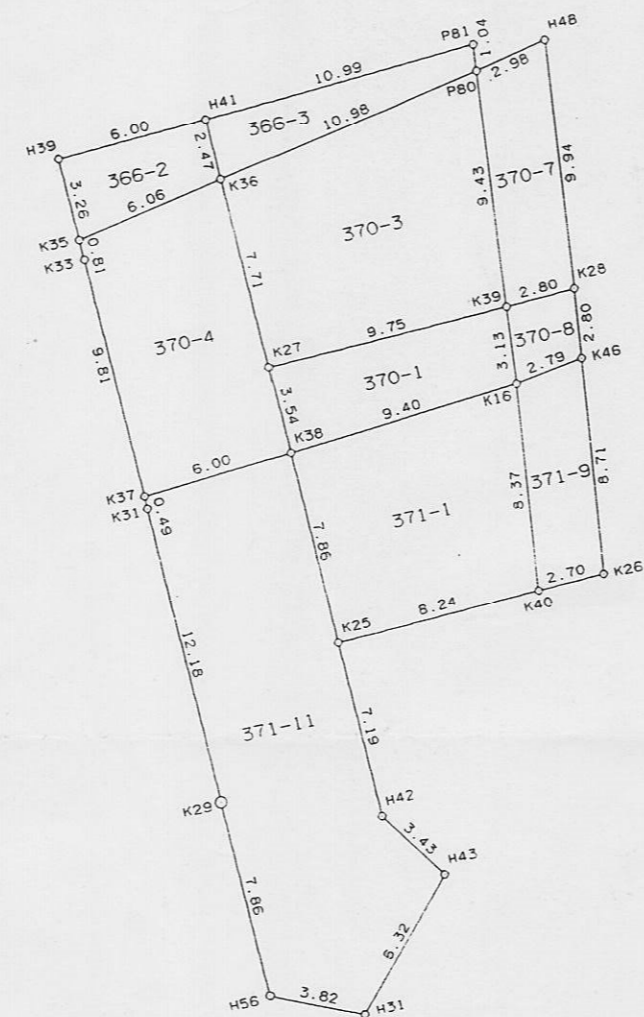 P81
1.04
H48
10.99
P80
2.98
H41
366-3
10.98
6.00
H39
366-2
2.47
3.26
6.06
K36
9.43
370-7
9.94
K35
0.81
K33
370-3
7.71
K28
2.80
K39
9.75
370-8
2.80
9.81
370-4
K27
370-1
3.13
K46
2.79
K16
3.54
9.40
K38
6.00
K37
0.49
K31
371-9
8.71
8.37
371-1
7.86
K26
2.70
K40
8.24
K25
12.18
371-11
7.19
K29
H42
3.43
H43
7.86
6.32
H56
3.82
H31